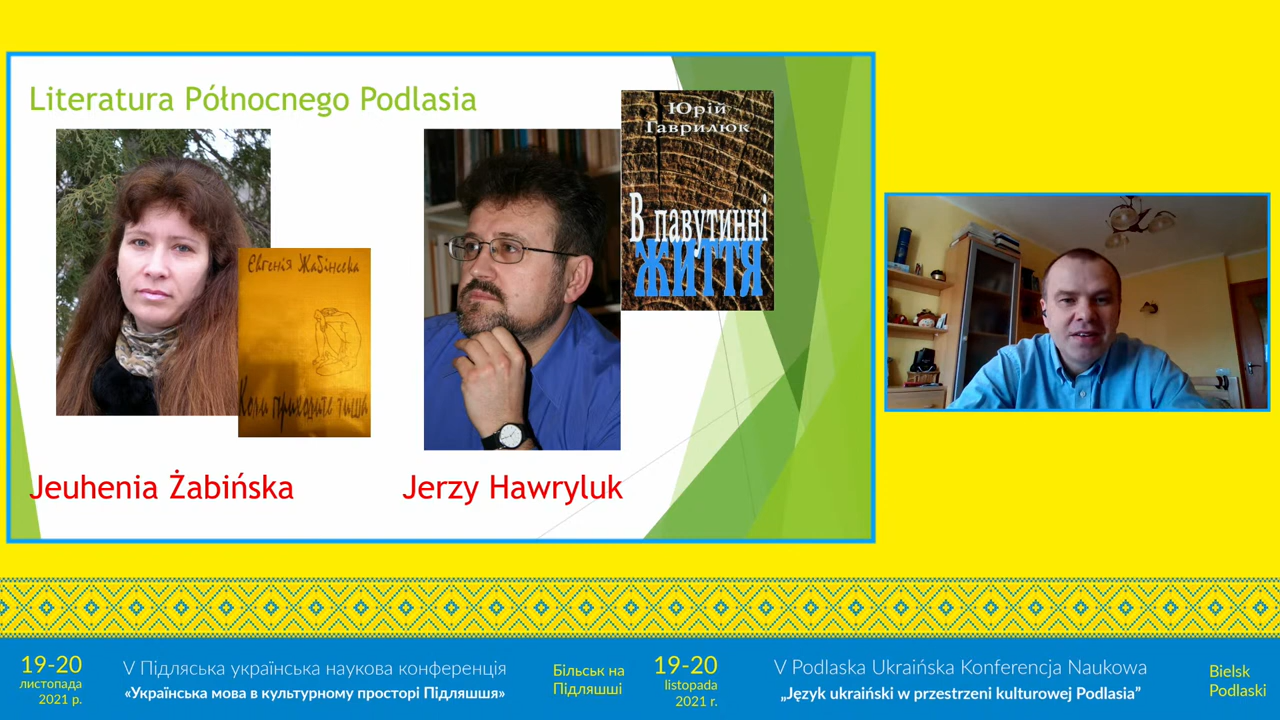 Literatura Północnego Podlasia
Юрій
Гаврилюк
В павутинні
ЖИТТЯ
Євгенія Жабінська
Коли приходить тиша
Jeuhenia Żabińska
Jerzy Hawryluk
19-20
листопада
2021 р.
V Підляська українська наукова конференція
«Українська мова в культурному просторі Підляшшя»
Більськ на
Підляшші
19-20
listopada
2021 r.
V Podlaska Ukraińska Konferencja Naukowa
„Język ukraiński w przestrzeni kulturowej Podlasia”
Bielsk
Podlaski